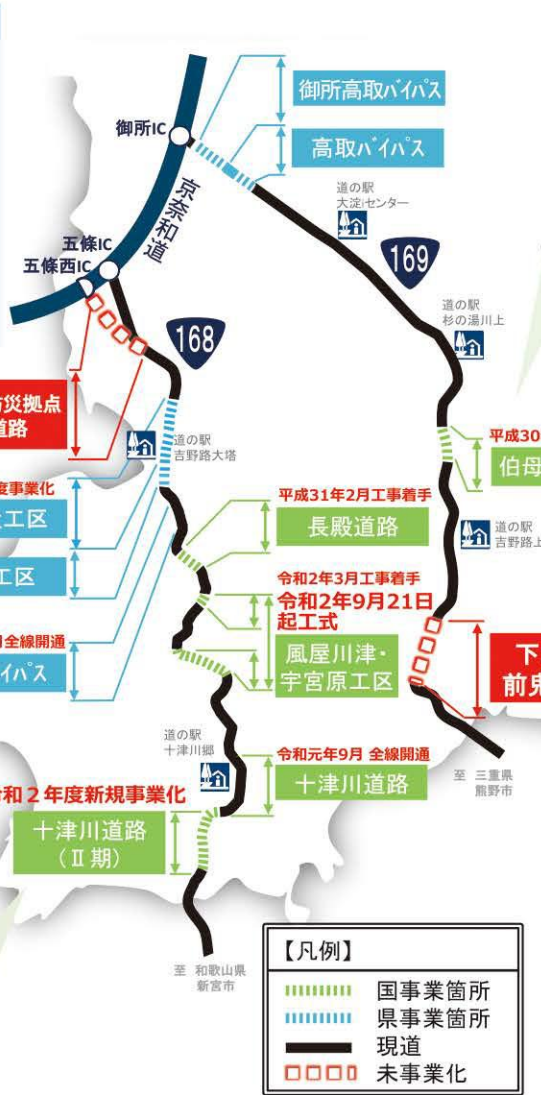 御所高取バイパス
御所IC
高取バイパス
京奈和道
道の駅
大淀iセンター
169
五條IC
五條西IC
168
道の駅
杉の湯川上
災拠点
道路
道の駅
吉野路大塔
平成30
伯母
度事業化
工区
平成31年2月工事着手
長殿道路
道の駅
吉野路上
工区
令和2年3月工事着手
令和2年9月21日
起工式
風屋川津・
宇宮原工区
全線開通
イパス
下
前鬼
道の駅
十津川郷
令和元年9月 全線開通
十津川道路
至 三重県
熊野市
和2年度新規事業化
十津川道路
(Ⅱ期)
至 和歌山県
新宮市
【凡例】
国事業箇所
県事業箇所
現道
未事業化